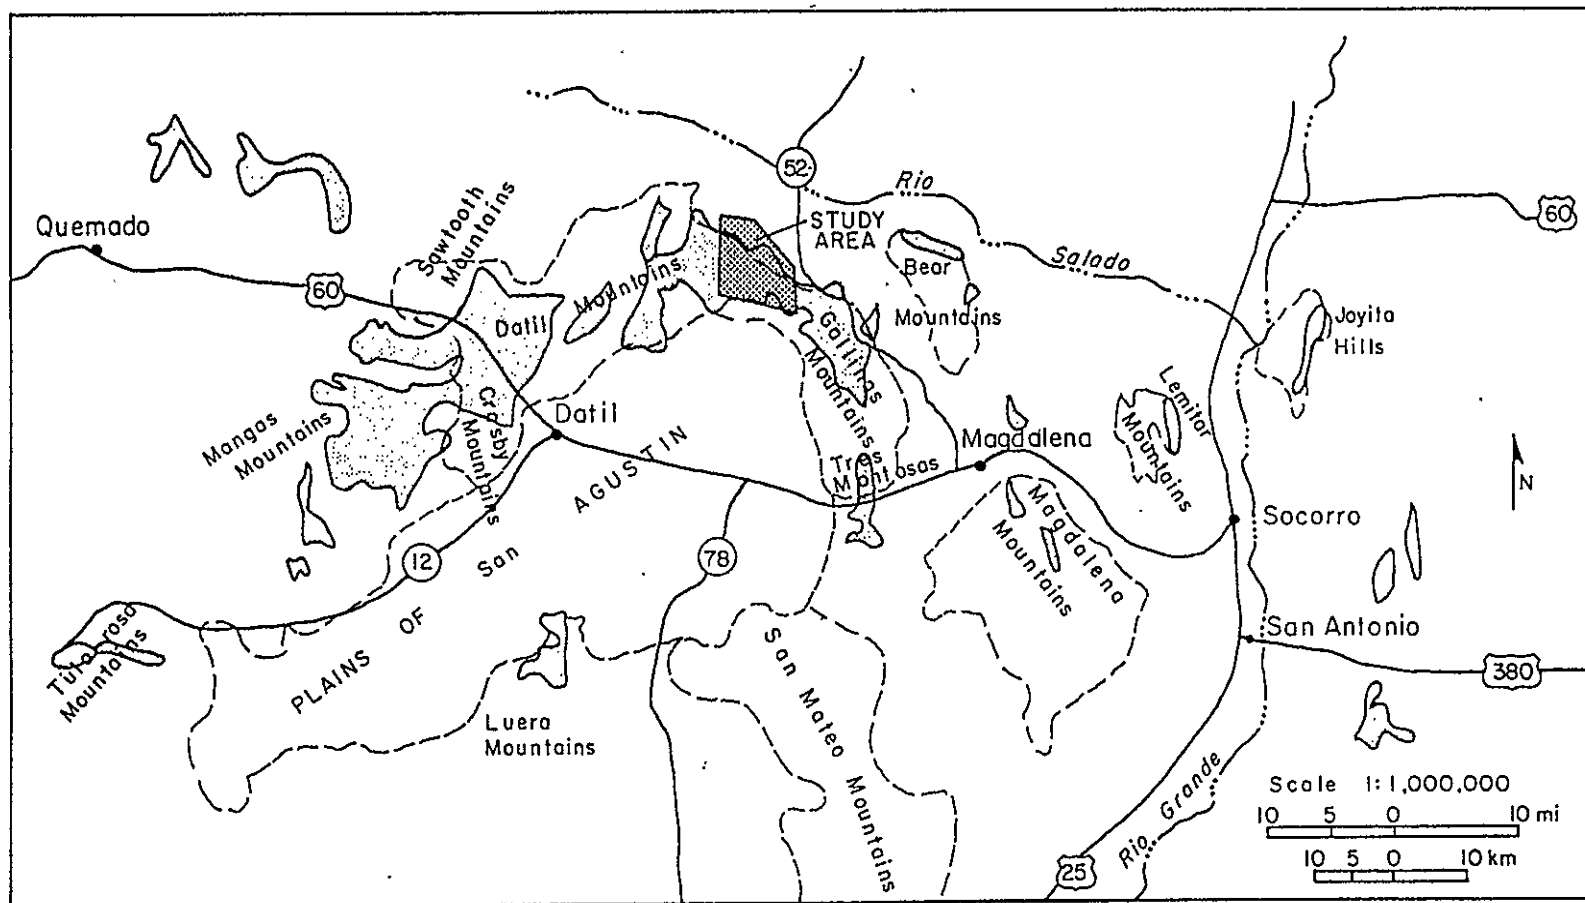 52
Rio
STUDY
AREA
60
Quemado
Sawtooth
Mountains
Salado
Bear
Mountains
60
Mountains
Datil
Gallinas
Mountains
Joyita
Hills
Lemitar
Mountains
Mangas
Mountains
Crosby
Mountains
Datil
Magdalena
Tres
Montosas
AGUSTIN
N
Socorro
Magdalena
Mountains
12
San
78
OF
PLAINS
Tularosa
Mountains
San Antonio
380
San Mateo Mountains
Luera
Mountains
Rio Grande
25
Scale 1:1,000,000
10 5 0 10 mi
10 5 0 10 km